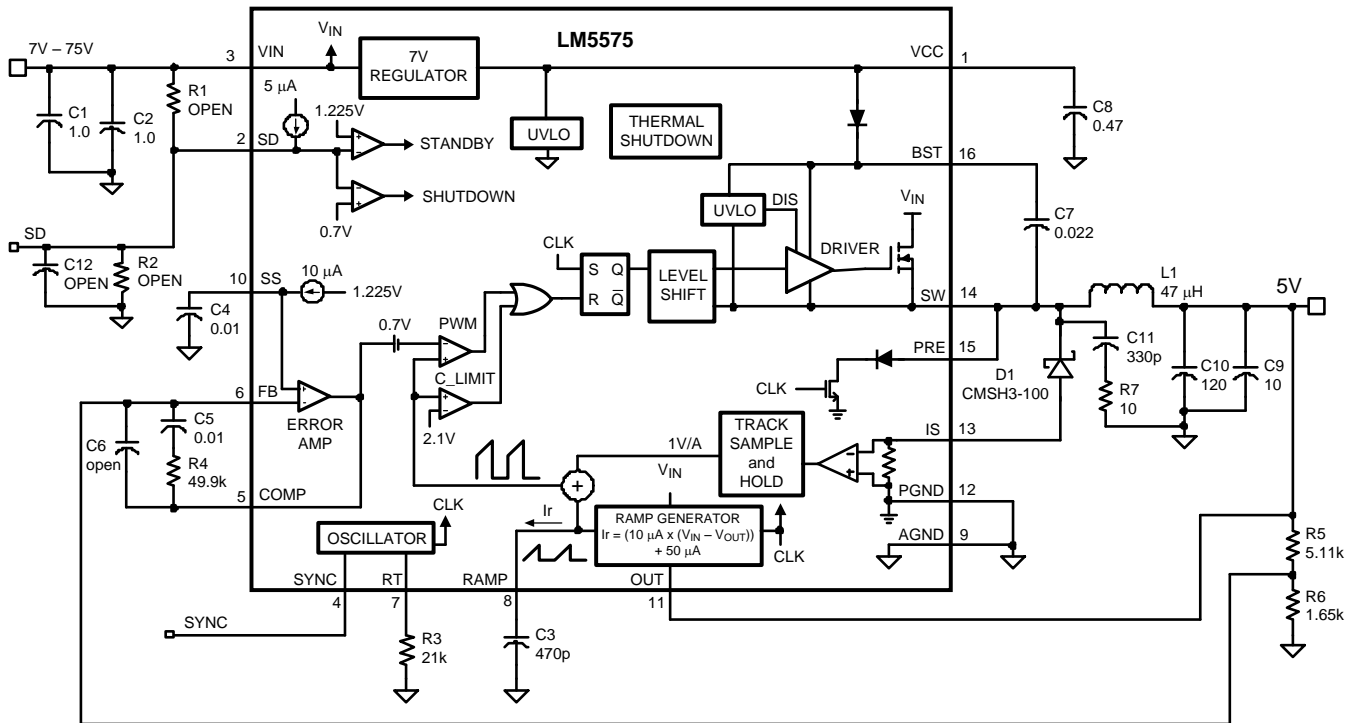 LM5575
7V – 75V
3
VIN
VIN
7V
REGULATOR
VCC
1
C1
1.0
C2
1.0
R1
OPEN
5 µA
1.225V
2
SD
STANDBY
SHUTDOWN
0.7V
UVLO
THERMAL
SHUTDOWN
C8
0.47
BST
16
UVLO
DIS
VIN
DRIVER
C7
0.022
SD
C12
OPEN
R2
OPEN
10
SS
10 µA
1.225V
C4
0.01
CLK
S
Q
R
Q
LEVEL
SHIFT
SW
14
L1
47 µH
5V
0.7V
PWM
C_LIMIT
2.1V
PRE
15
CLK
D1
CMSH3-100
C11
330p
R7
10
C10
120
C9
10
6
FB
ERROR
AMP
C5
0.01
C6
open
R4
49.9k
5
COMP
1V/A
TRACK
SAMPLE
and
HOLD
IS
13
VIN
PGND
12
AGND
9
CLK
OSCILLATOR
Ir
RAMP GENERATOR
Ir = (10 µA x (VIN – VOUT))
+ 50 µA
CLK
R5
5.11k
R6
1.65k
SYNC
4
RT
7
RAMP
8
OUT
11
SYNC
R3
21k
C3
470p